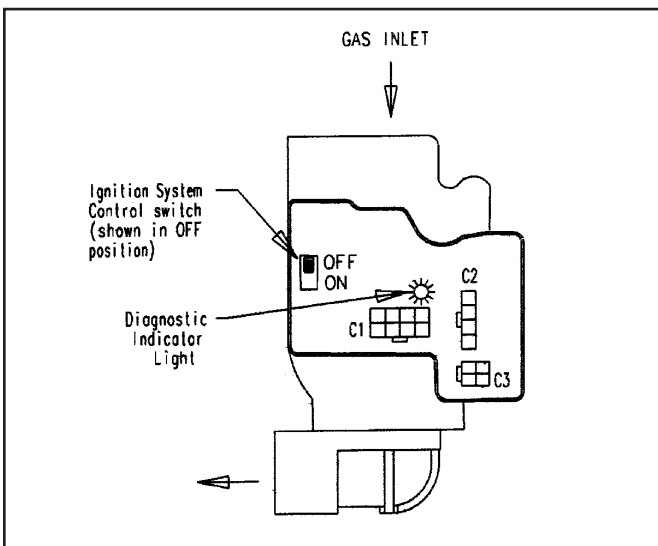 GAS INLET
Ignition System
Control switch
(shown in OFF
position)
OFF
ON
C2
Diagnostic
Indicator
Light
C1
C3